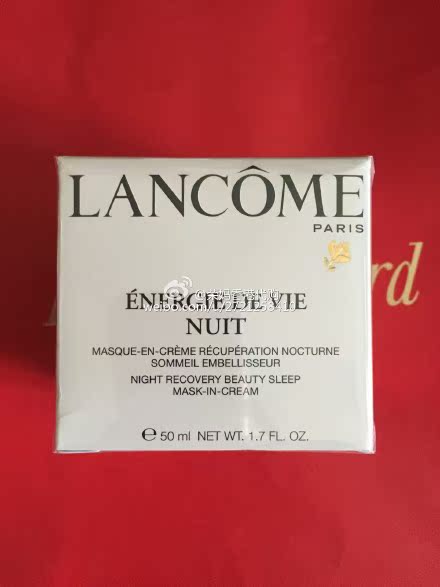 LANCÔME
PARIS
ÉNERGIE DE VIE
NUIT
MASQUE-EN-CRÈME RÉCUPÉRATION NOCTURNE
SOMMEIL EMBELLISSEUR
NIGHT RECOVERY BEAUTY SLEEP
MASK-IN-CREAM
℮ 50 ml NET WT. 1.7 FL. OZ.